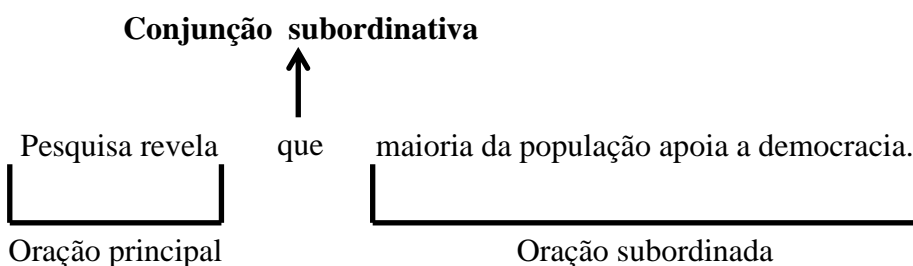 Conjunção subordinativa
Pesquisa revela que maioria da população apoia a democracia.
Oração principal Oração subordinada